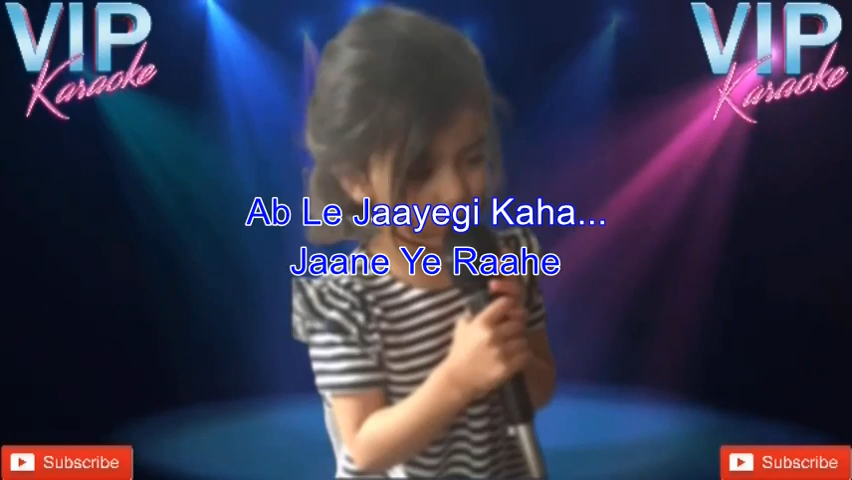 VIP VIP
Karaoke Karaoke
Ab Le Jaayegi Kaha...
Jaane Ye Raahe
Subscribe Subscribe